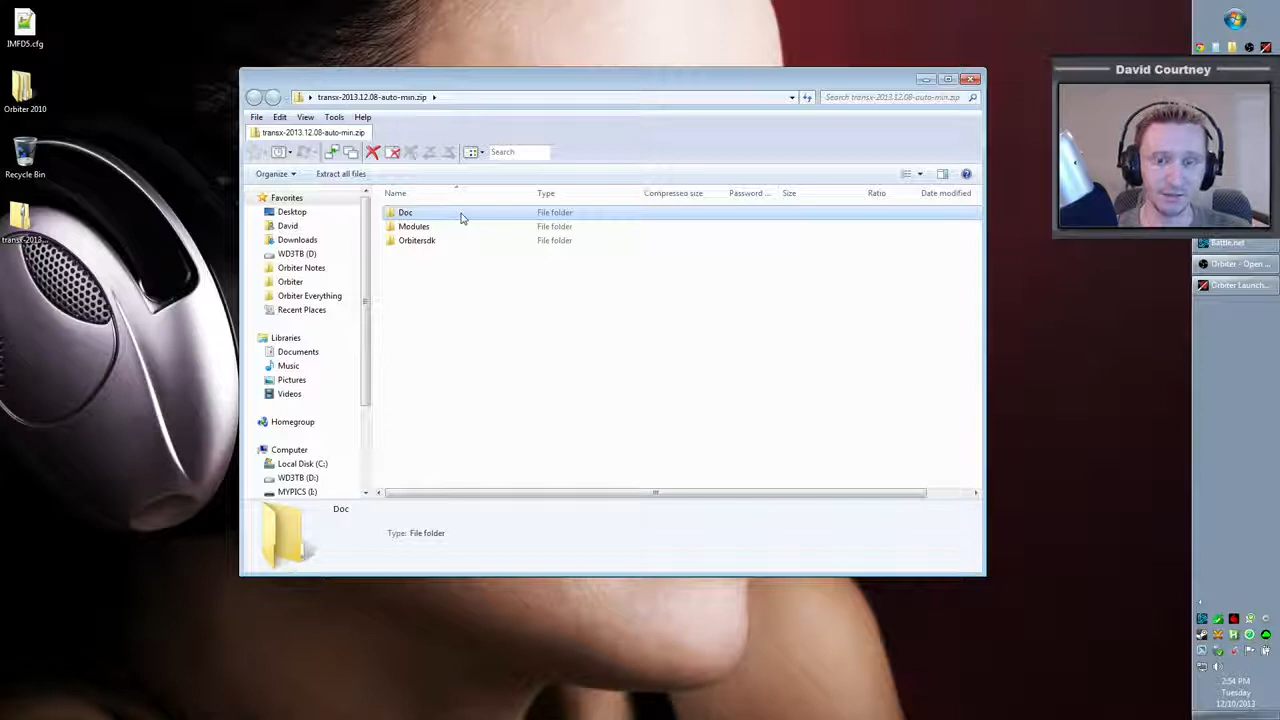 IMFD5.cfg
Orbiter 2010
Recycle Bin
transx-2013...
transx-2013.12.08-auto-min.zip
Search transx-2013.12.08-auto-min.zip
File Edit View Tools Help
transx-2013.12.08-auto-min.zip
Search
Organize Extract all files
Favorites
Desktop
David
Downloads
WD3TB (D)
Orbiter Notes
Orbiter
Orbiter Everything
Recent Places
Libraries
Documents
Music
Pictures
Videos
Homegroup
Computer
Local Disk (C:)
WD3TB (D:)
MYPICS (I:)
Name Type Compressed size Password ... Size Ratio Date modified
Doc File folder
Modules File folder
Orbitersdk File folder
Doc
Type: File folder
David Courtney
Battle.net
Orbiter - Open ...
Orbiter Launch...
2:54 PM
Tuesday
12/10/2013